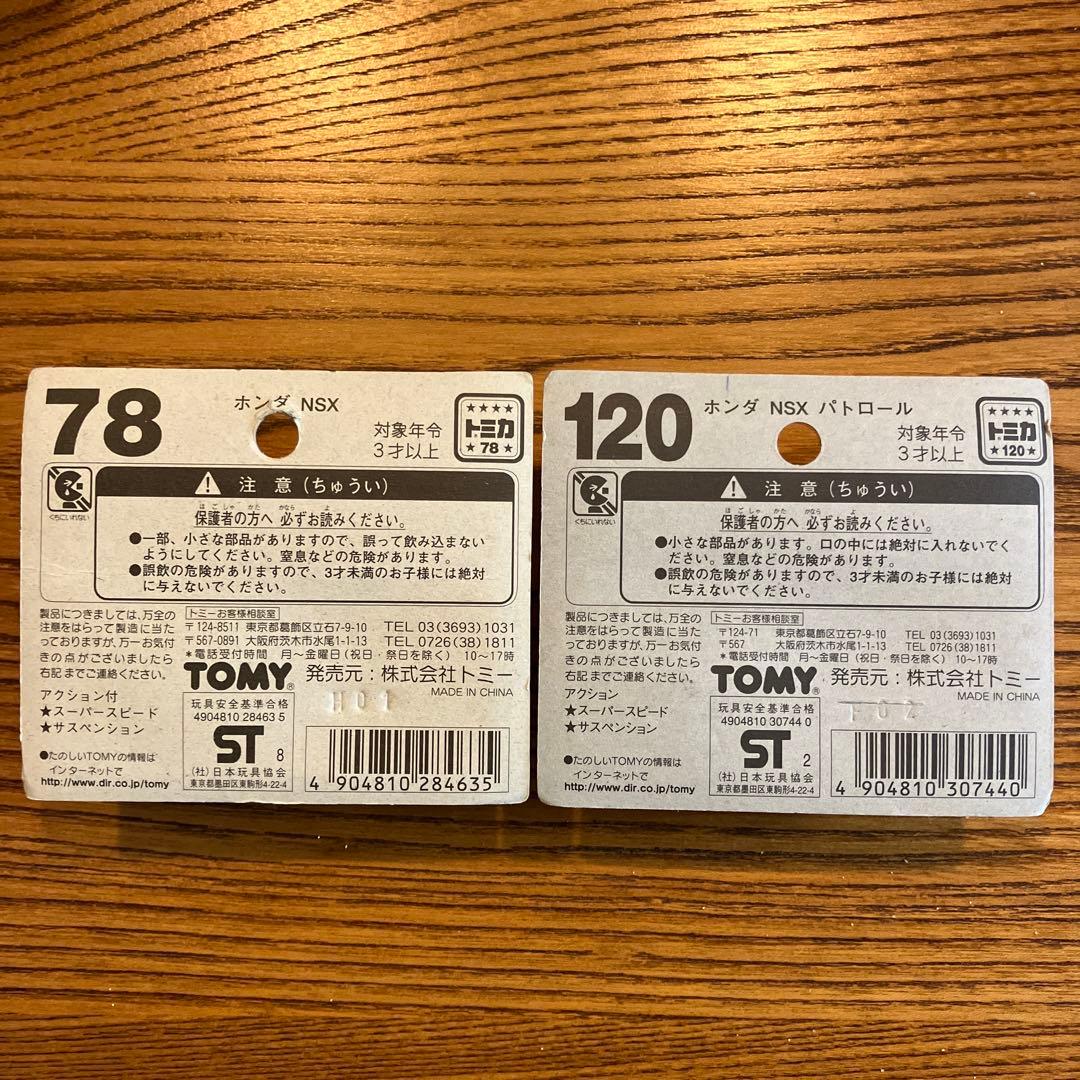 78
ホンダ NSX
対象年令
3才以上
★★★★
トミカ
★78★
くちにいれない
注意(ちゅうい)
ほごしゃ かた かなら よ
保護者の方へ 必ずお読みください。
●一部、小さな部品がありますので、誤って飲み込まない
ようにしてください。窒息などの危険があります。
●誤飲の危険がありますので、3才未満のお子様には絶対
に与えないでください。
製品につきましては、万全の
注意をはらって製造に当た
っておりますが、万一お気付
きの点がございましたら
右記までご連絡ください。
トミーお客様相談室
〒124-8511 東京都葛飾区立石7-9-10 TEL 03(3693)1031
〒567-0891 大阪府茨木市水尾1-1-13 TEL 0726(38)1811
*電話受付時間 月〜金曜日(祝日・祭日を除く) 10〜17時
TOMY® 発売元:株式会社トミー
MADE IN CHINA
アクション付
★スーパースピード
★サスペンション
●たのしいTOMYの情報は
インターネットで
http://www.dir.co.jp/tomy
玩具安全基準合格
4904810 28463 5
ST 8
(社)日本玩具協会
東京都墨田区東駒形4-22-4
H01
4 904810 284635
120
ホンダ NSX パトロール
対象年令
3才以上
★★★★
トミカ
★120★
くちにいれない
注意(ちゅうい)
ほごしゃ かた かなら よ
保護者の方へ 必ずお読みください。
●小さな部品があります。口の中には絶対に入れないでく
ださい。窒息などの危険があります。
●誤飲の危険がありますので、3才未満のお子様には絶対
に与えないでください。
製品につきましては、万全の
注意をはらって製造に当た
っておりますが、万一お気付
きの点がございましたら
右記までご連絡ください。
トミーお客様相談室
〒124-71 東京都葛飾区立石7-9-10 TEL 03(3693)1031
〒567 大阪府茨木市水尾1-1-13 TEL 0726(38)1811
*電話受付時間 月〜金曜日(祝日・祭日を除く) 10〜17時
TOMY® 発売元:株式会社トミー
MADE IN CHINA
アクション
★スーパースピード
★サスペンション
●たのしいTOMYの情報は
インターネットで
http://www.dir.co.jp/tomy
玩具安全基準合格
4904810 30744 0
ST 2
(社)日本玩具協会
東京都墨田区東駒形4-22-4
F02
4 904810 307440